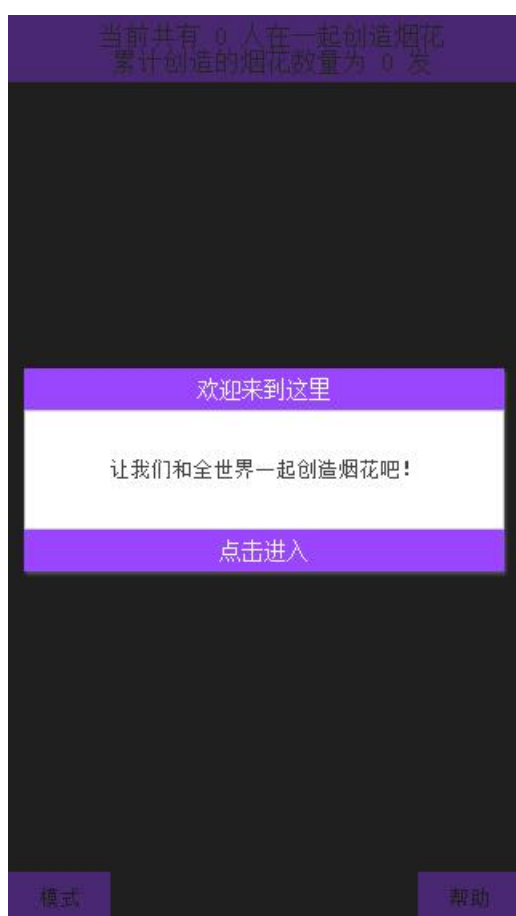 当前共有 0 人在一起创造烟花
累计创造的烟花数量为 0 发
欢迎来到这里
让我们和全世界一起创造烟花吧!
点击进入
模式
帮助